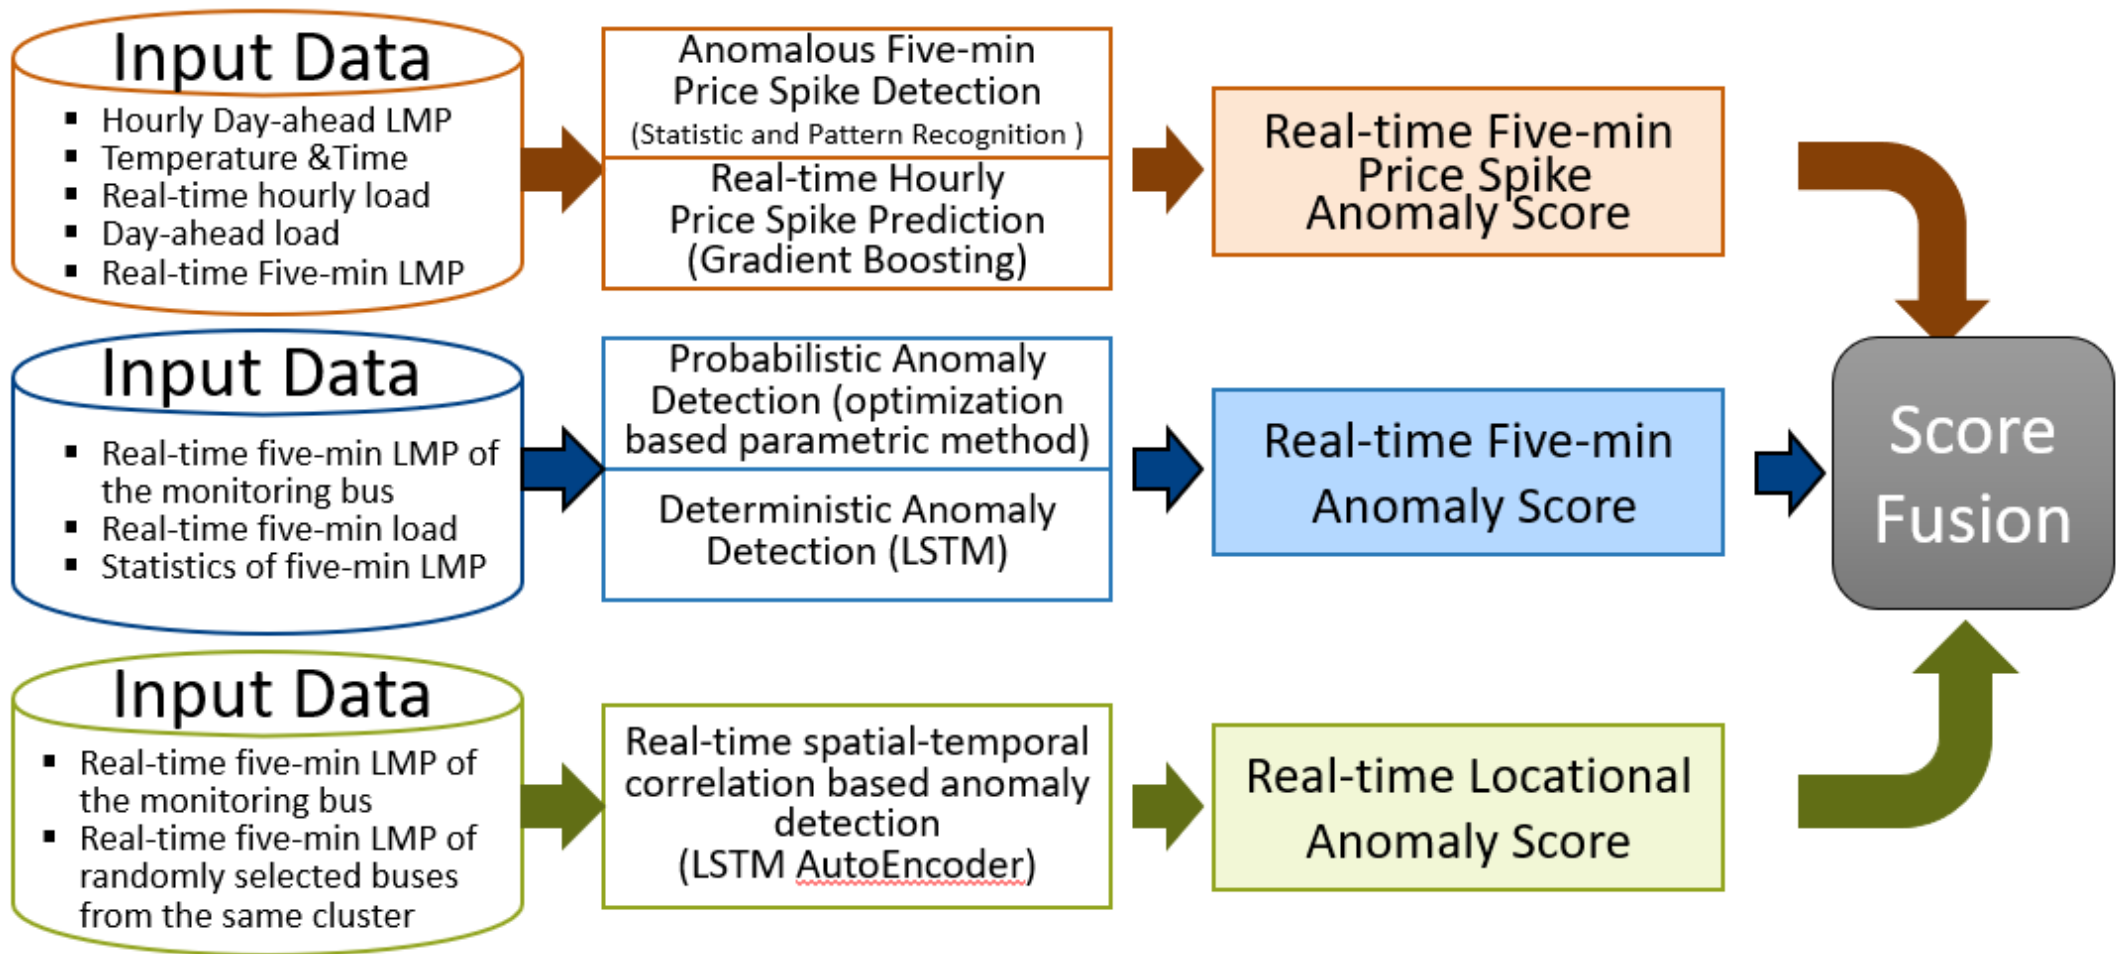 Input Data
▪ Hourly Day-ahead LMP
▪ Temperature &Time
▪ Real-time hourly load
▪ Day-ahead load
▪ Real-time Five-min LMP
Anomalous Five-min
Price Spike Detection
(Statistic and Pattern Recognition )
Real-time Hourly
Price Spike Prediction
(Gradient Boosting)
Real-time Five-min
Price Spike
Anomaly Score
Input Data
▪ Real-time five-min LMP of
the monitoring bus
▪ Real-time five-min load
▪ Statistics of five-min LMP
Probabilistic Anomaly
Detection (optimization
based parametric method)
Deterministic Anomaly
Detection (LSTM)
Real-time Five-min
Anomaly Score
Score
Fusion
Input Data
▪ Real-time five-min LMP of
the monitoring bus
▪ Real-time five-min LMP of
randomly selected buses
from the same cluster
Real-time spatial-temporal
correlation based anomaly
detection
(LSTM AutoEncoder)
Real-time Locational
Anomaly Score